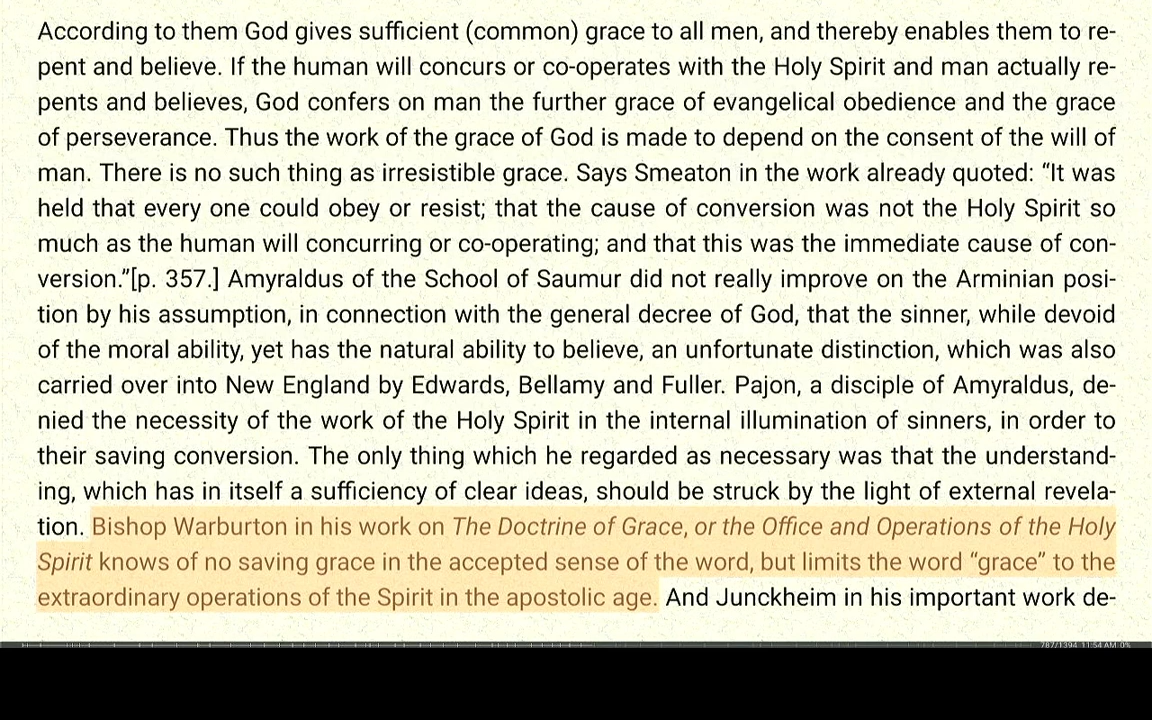 According to them God gives sufficient (common) grace to all men, and thereby enables them to re-
pent and believe. If the human will concurs or co-operates with the Holy Spirit and man actually re-
pents and believes, God confers on man the further grace of evangelical obedience and the grace
of perseverance. Thus the work of the grace of God is made to depend on the consent of the will of
man. There is no such thing as irresistible grace. Says Smeaton in the work already quoted: “It was
held that every one could obey or resist; that the cause of conversion was not the Holy Spirit so
much as the human will concurring or co-operating; and that this was the immediate cause of con-
version.”[p. 357.] Amyraldus of the School of Saumur did not really improve on the Arminian posi-
tion by his assumption, in connection with the general decree of God, that the sinner, while devoid
of the moral ability, yet has the natural ability to believe, an unfortunate distinction, which was also
carried over into New England by Edwards, Bellamy and Fuller. Pajon, a disciple of Amyraldus, de-
nied the necessity of the work of the Holy Spirit in the internal illumination of sinners, in order to
their saving conversion. The only thing which he regarded as necessary was that the understand-
ing, which has in itself a sufficiency of clear ideas, should be struck by the light of external revela-
tion. Bishop Warburton in his work on The Doctrine of Grace, or the Office and Operations of the Holy
Spirit knows of no saving grace in the accepted sense of the word, but limits the word “grace” to the
extraordinary operations of the Spirit in the apostolic age. And Junckheim in his important work de-
787/1394 11:54 AM 0%